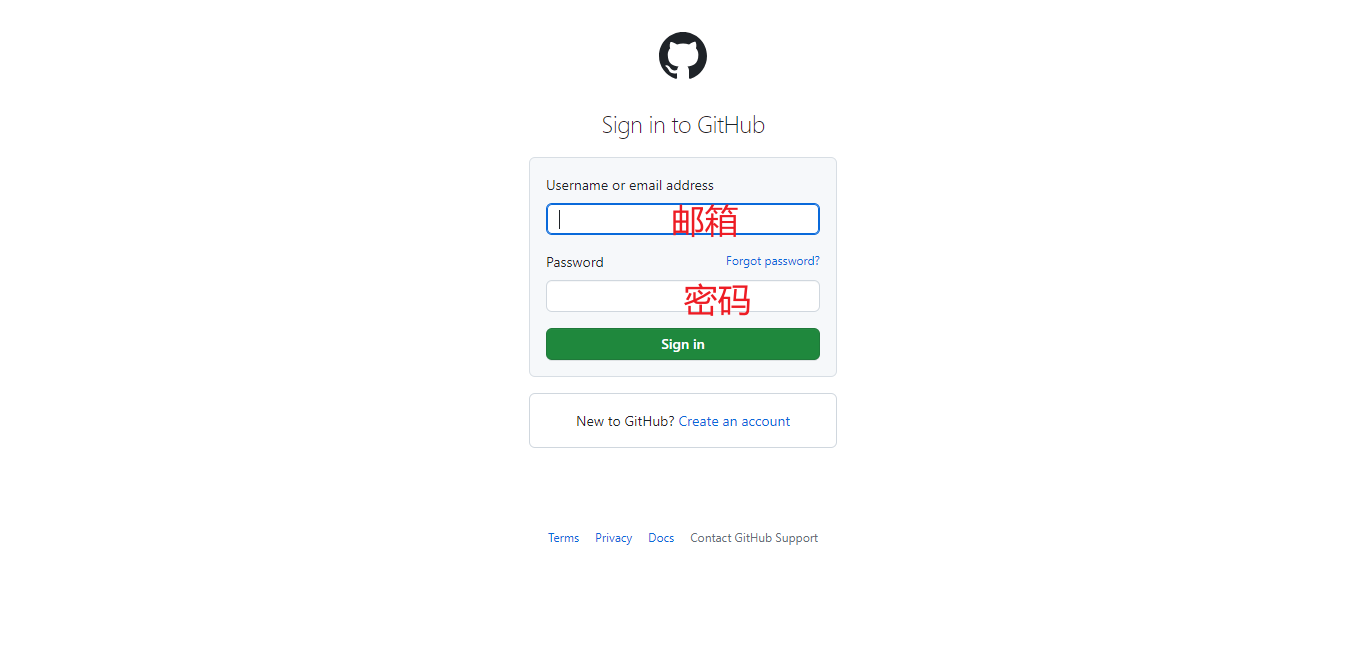 Sign in to GitHub
Username or email address
邮箱
Password Forgot password?
密码
Sign in
New to GitHub? Create an account
Terms Privacy Docs Contact GitHub Support